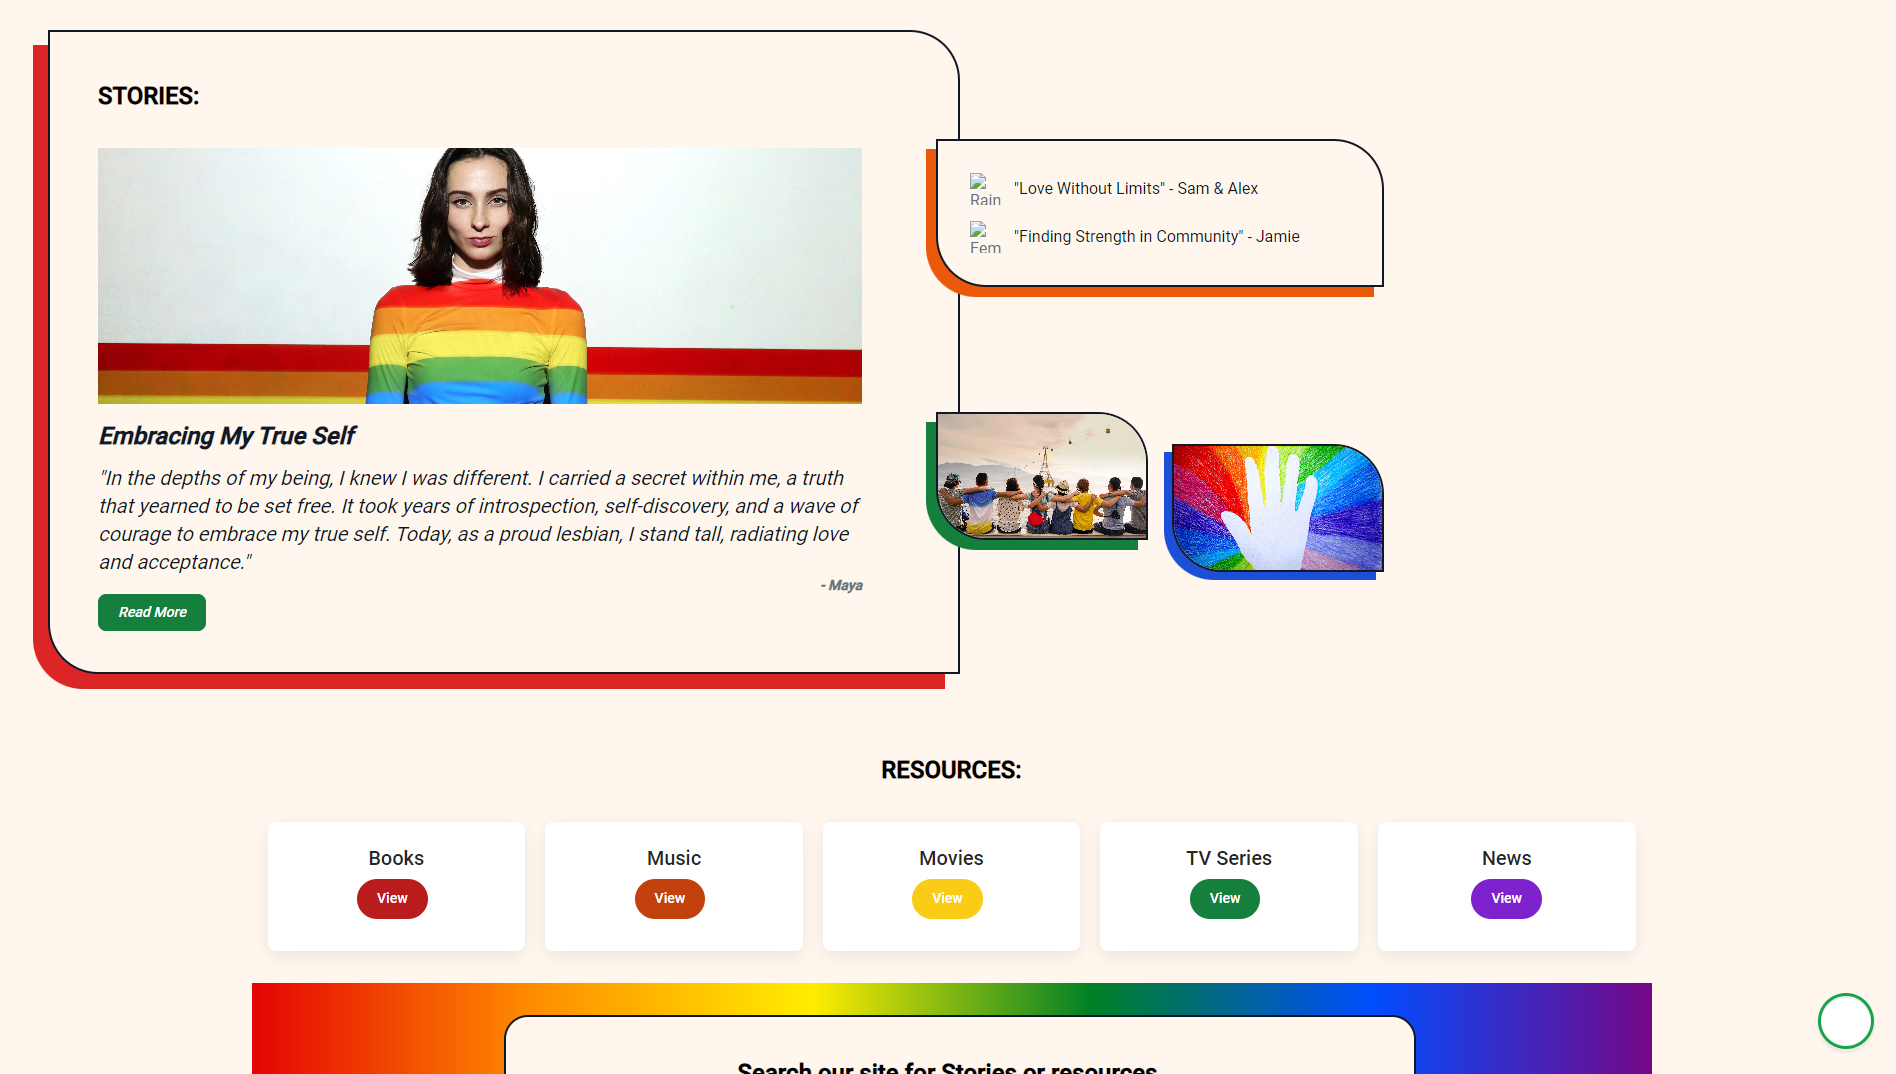 STORIES:
Embracing My True Self
"In the depths of my being, I knew I was different. I carried a secret within me, a truth
that yearned to be set free. It took years of introspection, self-discovery, and a wave of
courage to embrace my true self. Today, as a proud lesbian, I stand tall, radiating love
and acceptance."
- Maya
Read More
Rain
"Love Without Limits" - Sam & Alex
Fem
"Finding Strength in Community" - Jamie
RESOURCES:
Books
View
Music
View
Movies
View
TV Series
View
News
View
Search our site for Stories or resources